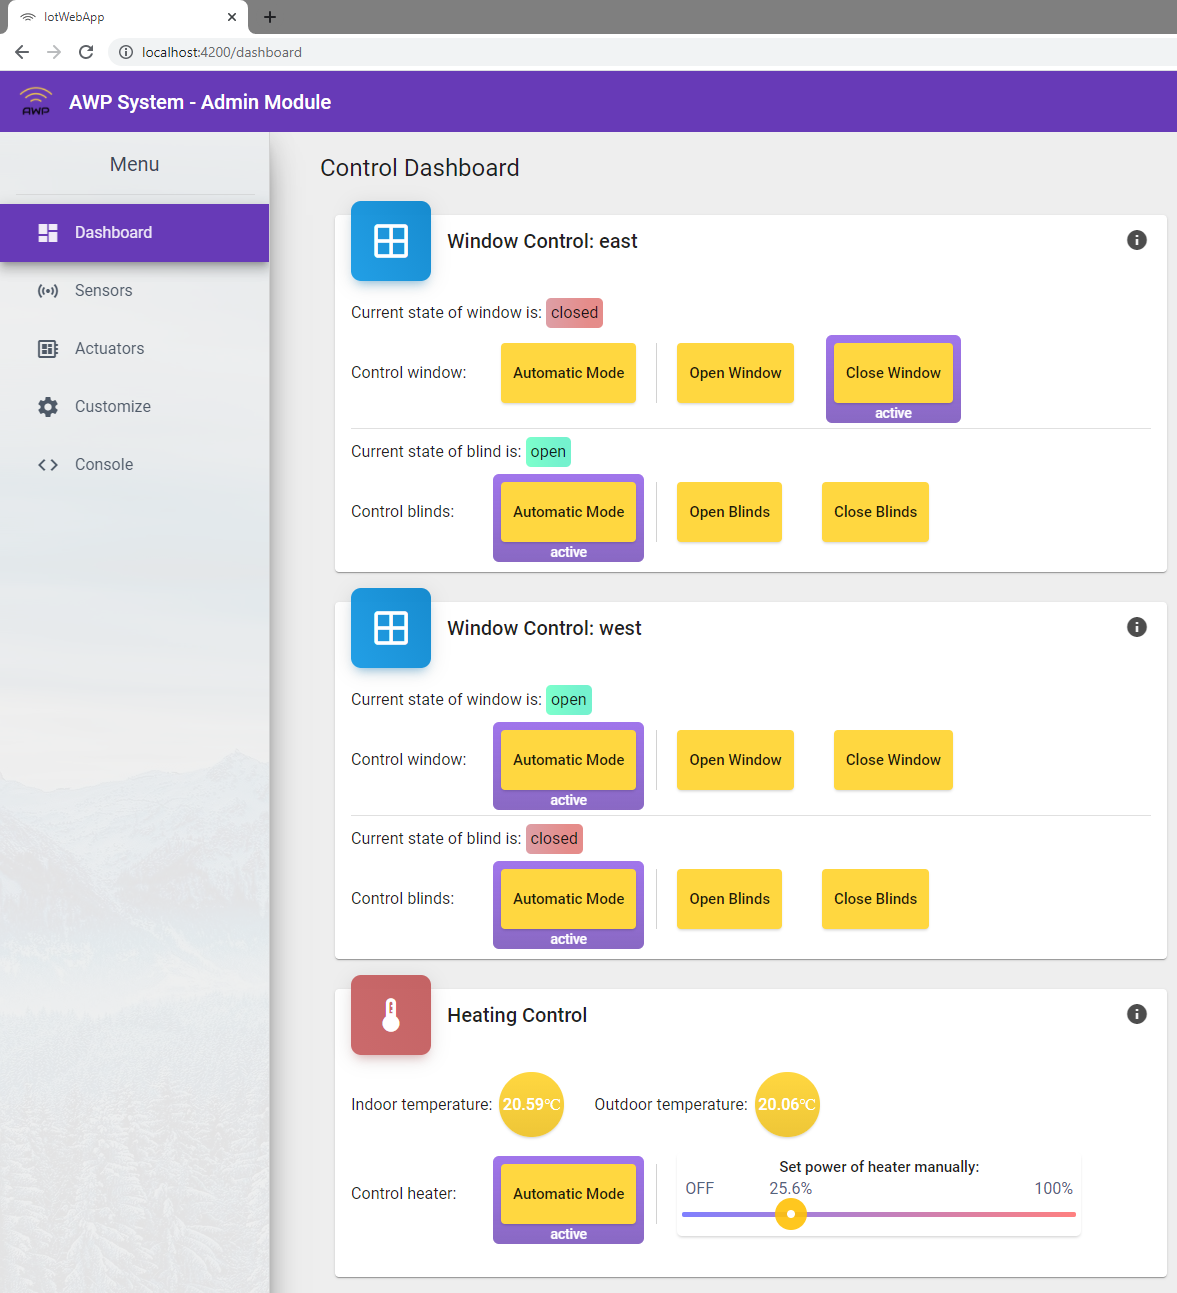 IotWebApp
localhost:4200/dashboard
AWP
AWP System - Admin Module
Menu
Dashboard
Sensors
Actuators
Customize
Console
Control Dashboard
Window Control: east
Current state of window is: closed
Control window: Automatic Mode Open Window Close Window
active
Current state of blind is: open
Control blinds: Automatic Mode Open Blinds Close Blinds
active
Window Control: west
Current state of window is: open
Control window: Automatic Mode Open Window Close Window
active
Current state of blind is: closed
Control blinds: Automatic Mode Open Blinds Close Blinds
active
Heating Control
Indoor temperature: 20.59℃ Outdoor temperature: 20.06℃
Set power of heater manually:
OFF 25.6% 100%
Control heater: Automatic Mode
active